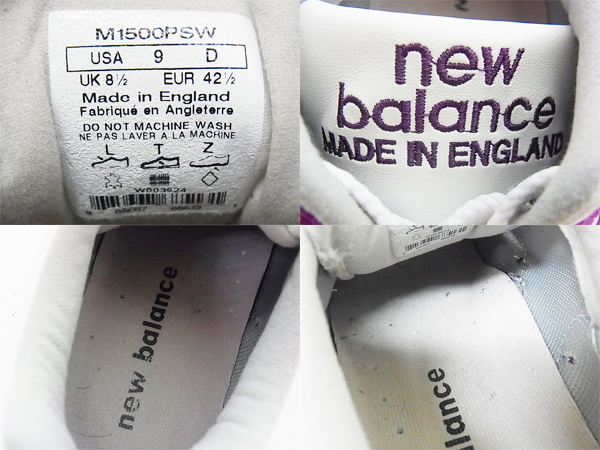 M1500PSW
USA 9 D
UK 8½ EUR 42½
Made in England
Fabriqué en Angleterre
DO NOT MACHINE WASH
NE PAS LAVER A LA MACHINE
L T Z
W003624
new
balance
MADE IN ENGLAND
new balance
balance